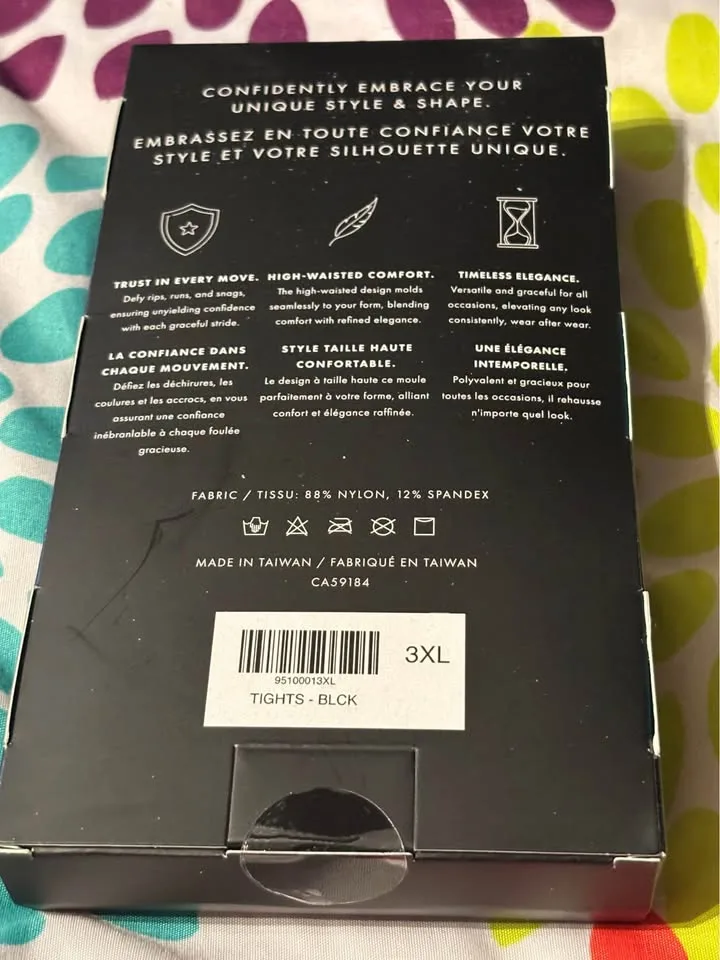 CONFIDENTLY EMBRACE YOUR
UNIQUE STYLE & SHAPE.
EMBRASSEZ EN TOUTE CONFIANCE VOTRE
STYLE ET VOTRE SILHOUETTE UNIQUE.
TRUST IN EVERY MOVE.
Defy rips, runs, and snags,
ensuring unyielding confidence
with each graceful stride.
HIGH-WAISTED COMFORT.
The high-waisted design molds
seamlessly to your form, blending
comfort with refined elegance.
TIMELESS ELEGANCE.
Versatile and graceful for all
occasions, elevating any look
consistently, wear after wear.
LA CONFIANCE DANS
CHAQUE MOUVEMENT.
Défiez les déchirures, les
coulures et les accrocs, en vous
assurant une confiance
inébranlable à chaque foulée
gracieuse.
STYLE TAILLE HAUTE
CONFORTABLE.
Le design à taille haute ce moule
parfaitement à votre forme, alliant
confort et élégance raffinée.
UNE ÉLÉGANCE
INTEMPORELLE.
Polyvalent et gracieux pour
toutes les occasions, il rehausse
n'importe quel look.
FABRIC / TISSU: 88% NYLON, 12% SPANDEX
MADE IN TAIWAN / FABRIQUÉ EN TAIWAN
CA59184
95100013XL
3XL
TIGHTS - BLCK